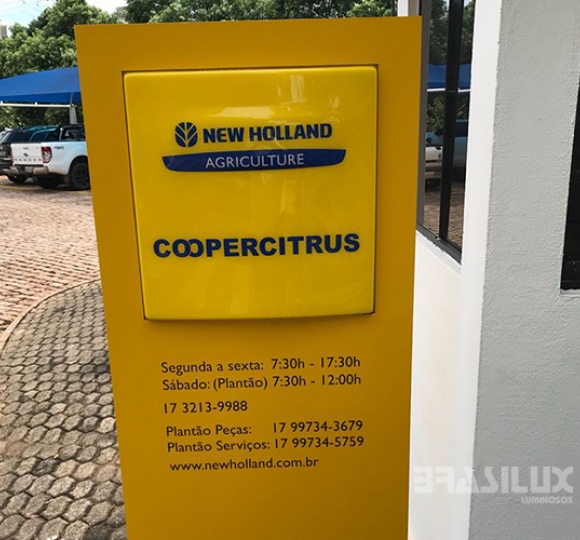 NEW HOLLAND
AGRICULTURE
COOPERCITRUS
Segunda a sexta: 7:30h - 17:30h
Sábado: (Plantão) 7:30h - 12:00h
17 3213-9988
Plantão Peças: 17 99734-3679
Plantão Serviços: 17 99734-5759
www.newholland.com.br
BRASILUX
LUMINOSOS